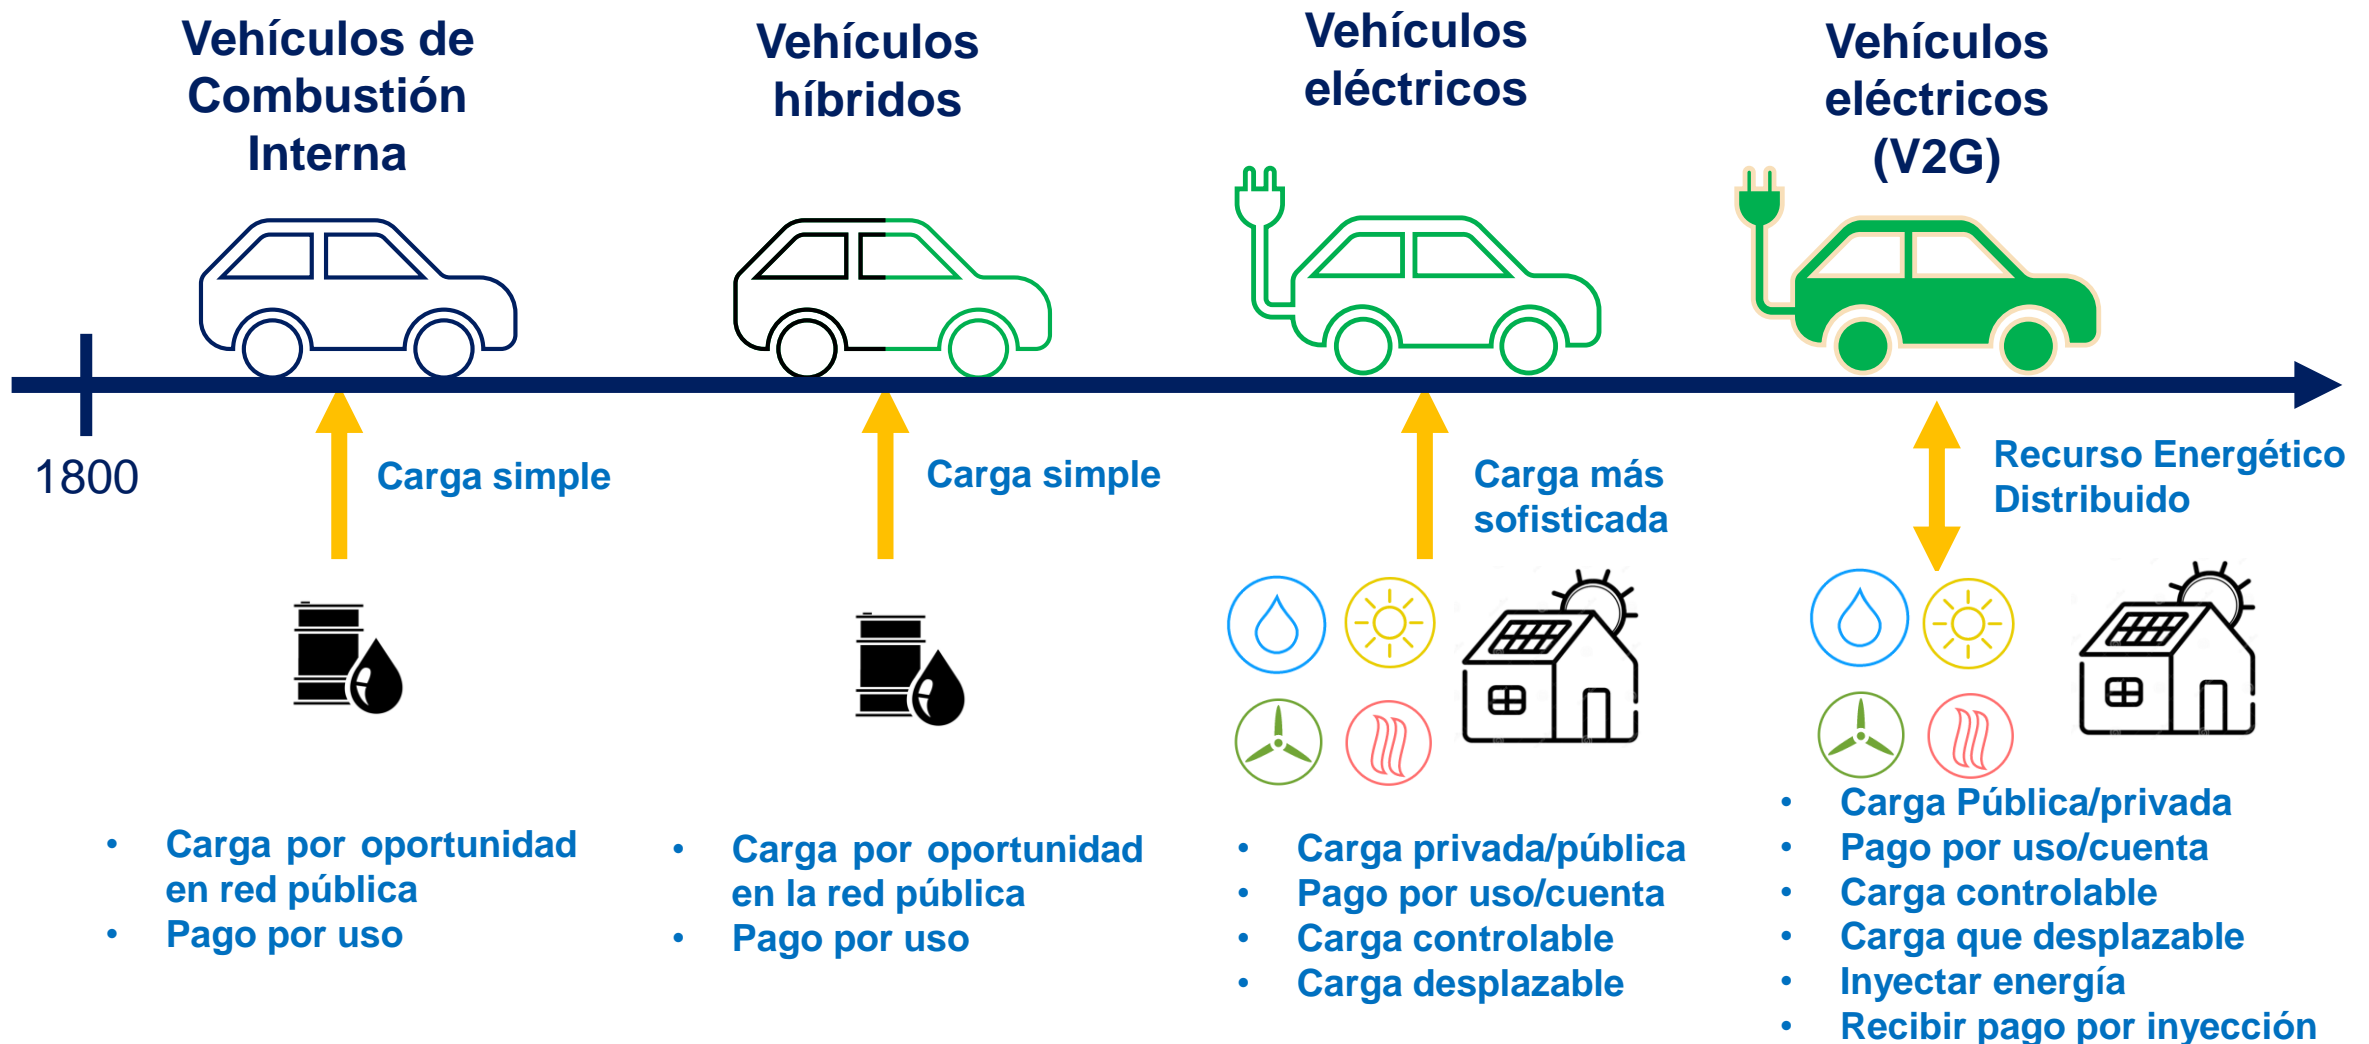 Vehículos de
Combustión
Interna
Vehículos
híbridos
Vehículos
eléctricos
Vehículos
eléctricos
(V2G)
1800
Carga simple
Carga simple
Carga más
sofisticada
Recurso Energético
Distribuido
• Carga por oportunidad
en red pública
• Pago por uso
• Carga por oportunidad
en la red pública
• Pago por uso
• Carga privada/pública
• Pago por uso/cuenta
• Carga controlable
• Carga desplazable
• Carga Pública/privada
• Pago por uso/cuenta
• Carga controlable
• Carga que desplazable
• Inyectar energía
• Recibir pago por inyección